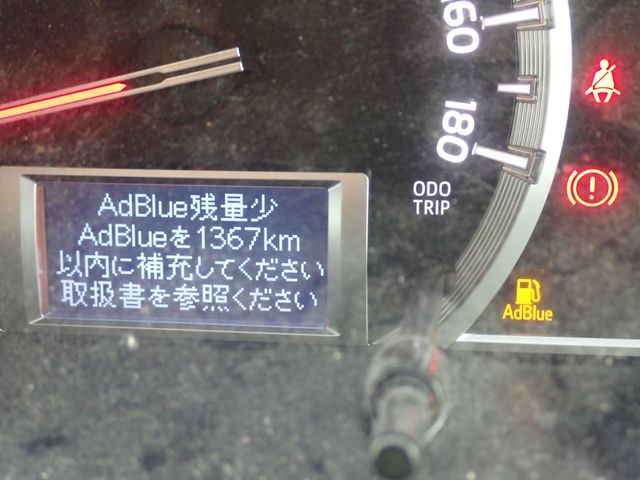 160
180
ODO
TRIP
AdBlue残量少
AdBlueを1367km
以内に補充してください
取扱書を参照ください
AdBlue